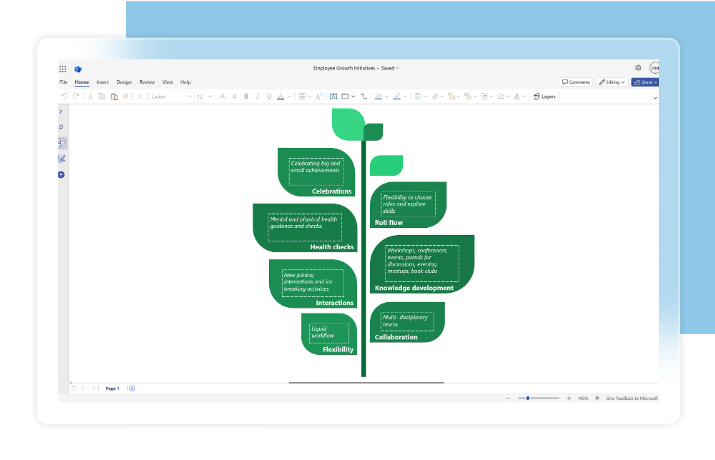 Employee Growth Initiatives - Saved
HM
File Home Insert Design Review View Help
Comments Editing Share
Calibri 12 B I U A Layers
Celebrating big and
small achievements
Celebrations
Flexibility to choose
roles and explore
skills
Roll flow
Mental and physical health
guidance and checks.
Health checks
Workshops, conferences,
events, portals for
discussions, evening
meetups, book clubs
Knowledge development
New joining
interactions and ice
breaking activities
Interactions
Multi- disciplinary
teams
Collaboration
Liquid
workflow
Flexibility
Page 1
100% Give Feedback to Microsoft